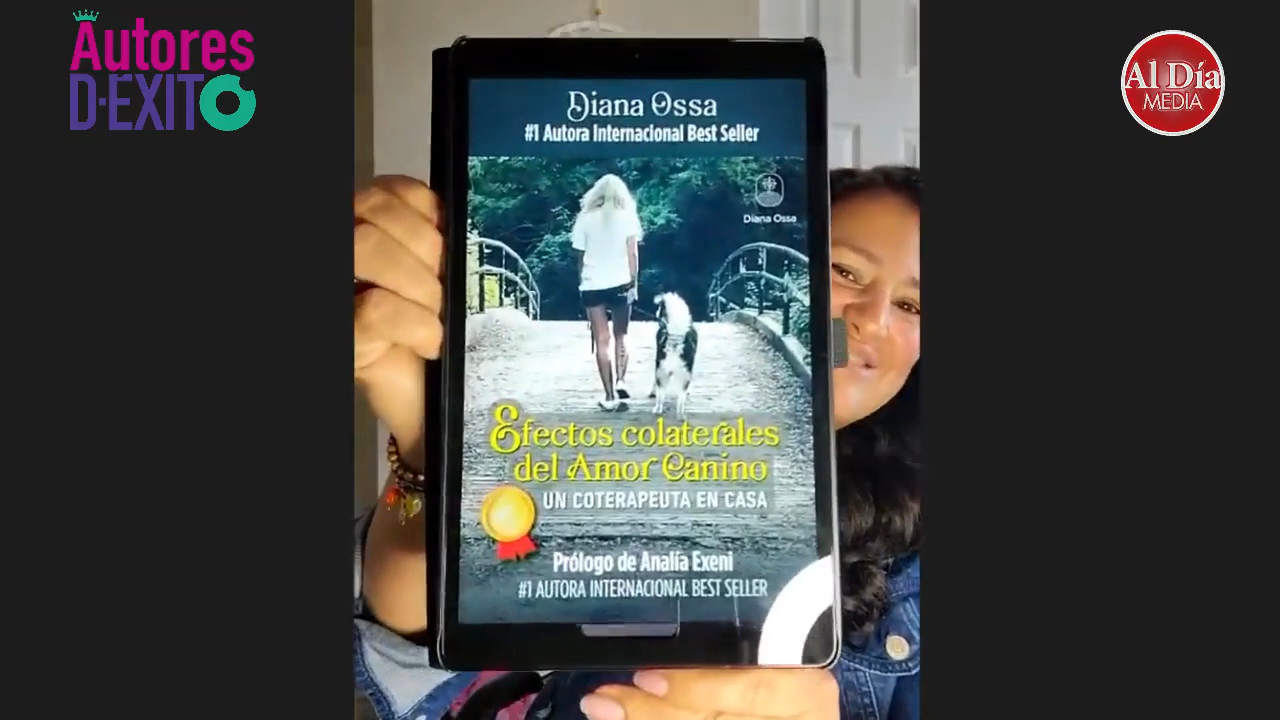 Autores
D·ÉXITO
Al Día
MEDIA
Diana Ossa
#1 Autora Internacional Best Seller
Diana Ossa
Efectos colaterales
del Amor Canino
UN COTERAPEUTA EN CASA
Prólogo de Analía Exeni
#1 AUTORA INTERNACIONAL BEST SELLER